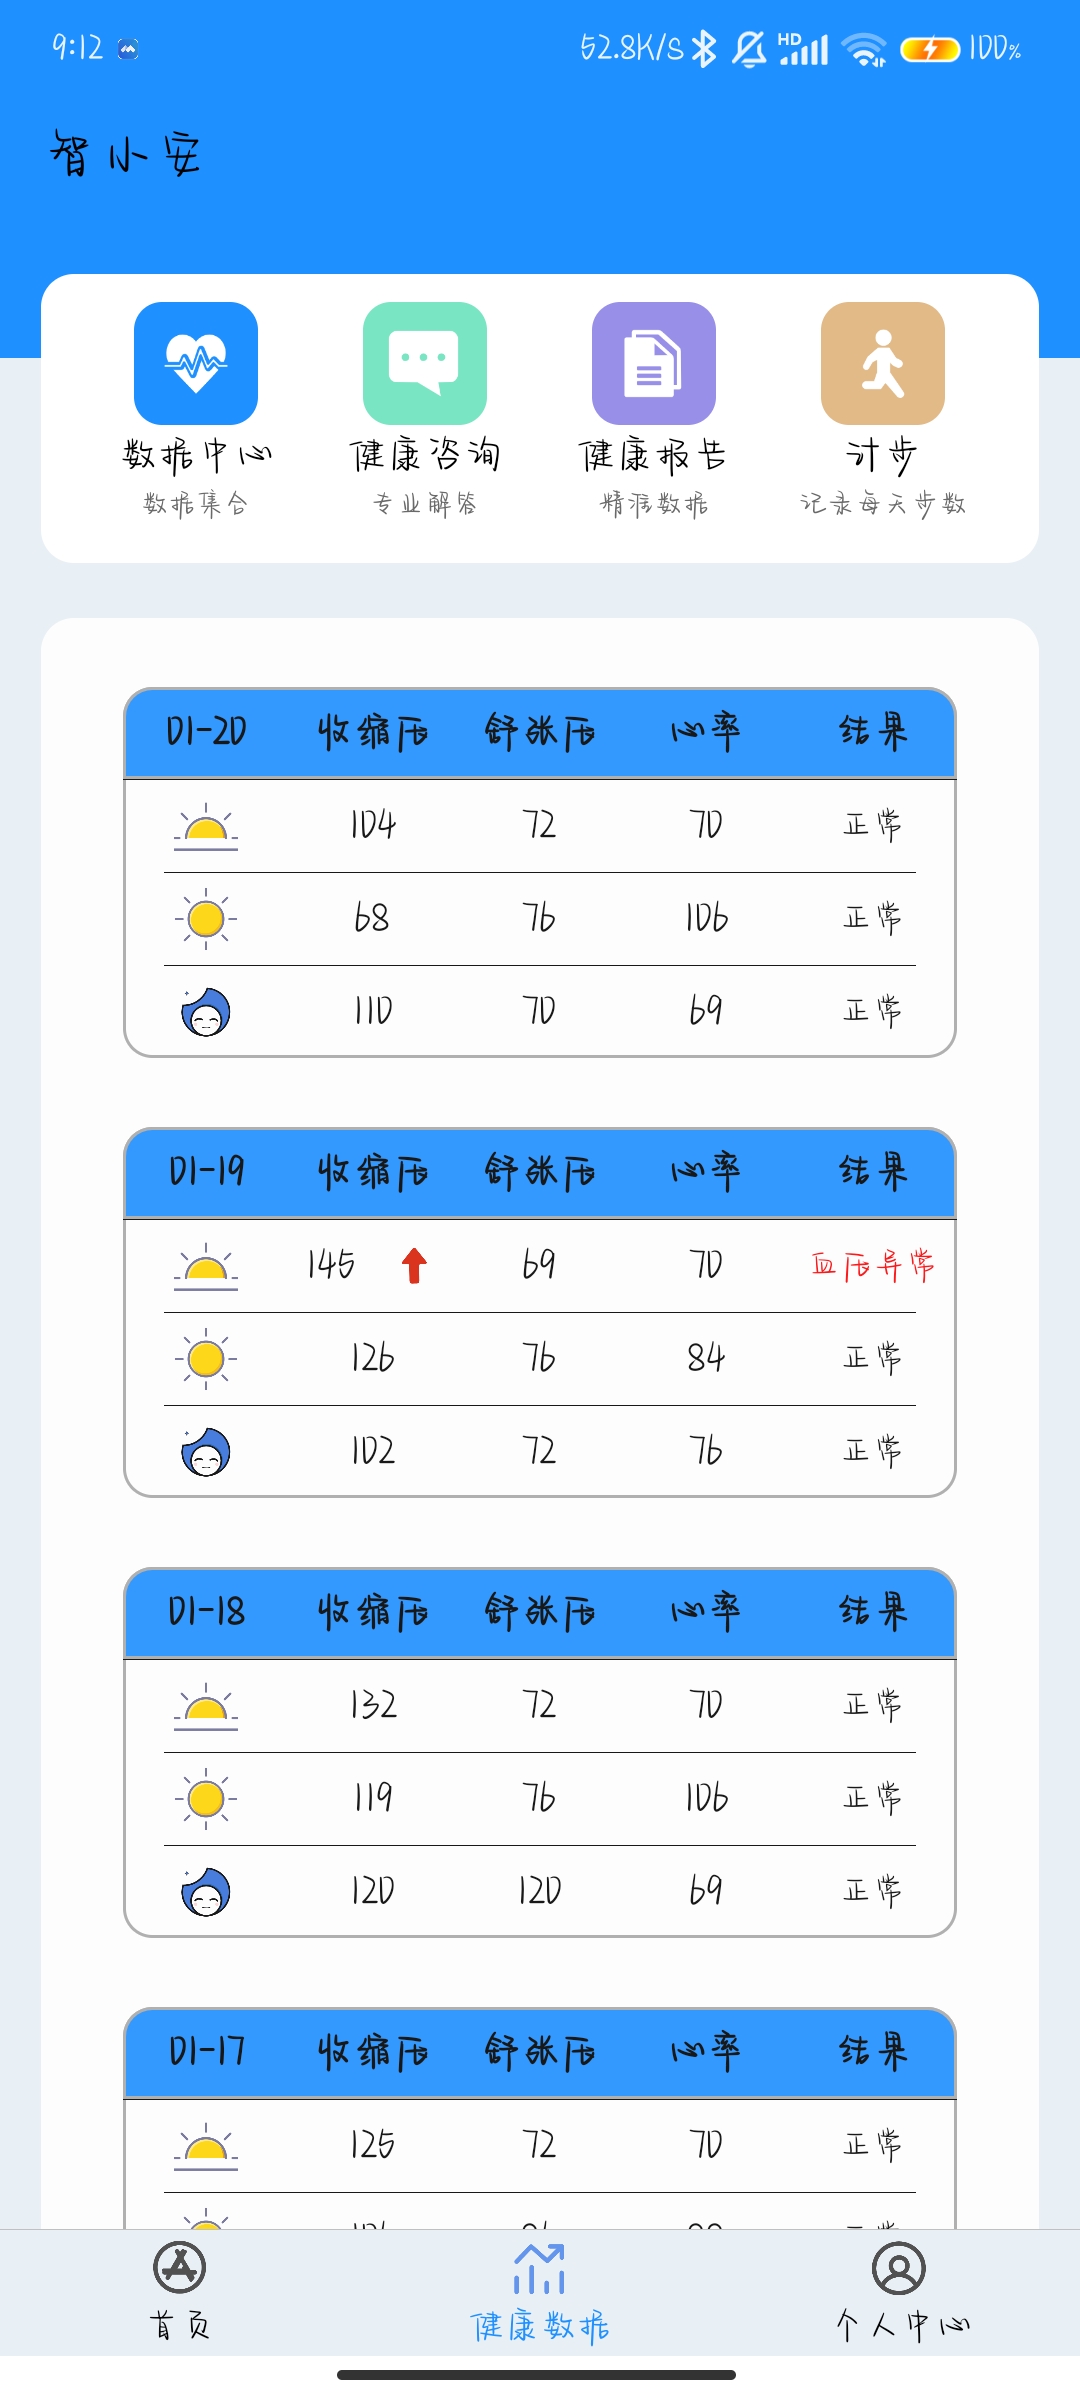 9:12 52.8K/S HD 100%
智小安
数据中心 健康咨询 健康报告 计步
数据集合 专业解答 精准数据 记录每天步数
01-20 收缩压 舒张压 心率 结果
104 72 70 正常
68 76 106 正常
110 70 69 正常
01-19 收缩压 舒张压 心率 结果
145 69 70 血压异常
126 76 84 正常
102 72 76 正常
01-18 收缩压 舒张压 心率 结果
132 72 70 正常
119 76 106 正常
120 120 69 正常
01-17 收缩压 舒张压 心率 结果
125 72 70 正常
首页 健康数据 个人中心